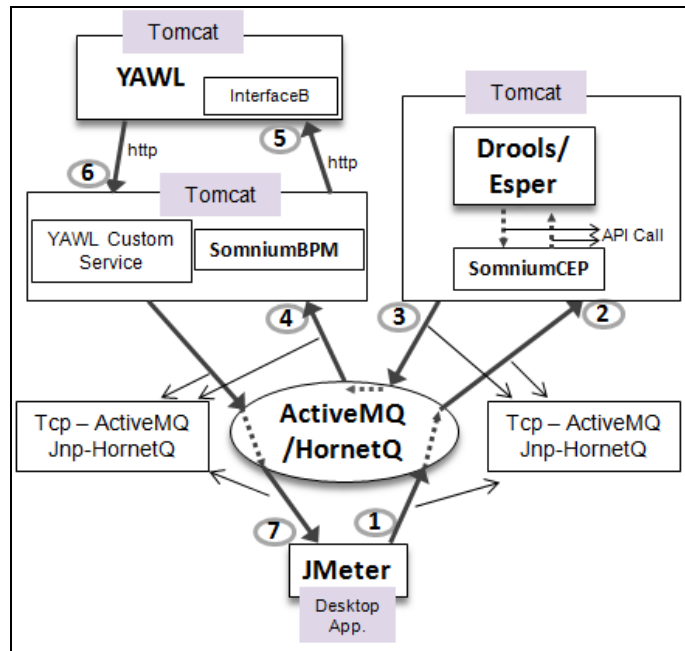 Tomcat
YAWL
InterfaceB
Tomcat
Drools/
Esper
API Call
SomniumCEP
http
5
http
6
Tomcat
YAWL Custom
Service
SomniumBPM
4
3
2
Tcp – ActiveMQ
Jnp-HornetQ
ActiveMQ
/HornetQ
Tcp – ActiveMQ
Jnp-HornetQ
7
1
JMeter
Desktop
App.